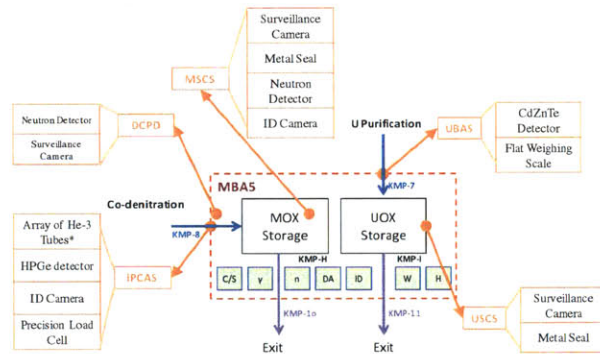 Surveillance
Camera
Metal Seal
Neutron
Detector
ID Camera
MSCS
Neutron Detector
Surveillance
Camera
DCPD
U Purification
UBAS
CdZnTe
Detector
Flat Weighing
Scale
MBA5
KMP-7
Co-denitration
KMP-8
MOX
Storage
UOX
Storage
Array of He-3
Tubes*
HPGe detector
ID Camera
Precision Load
Cell
IPCAS
KMP-H
KMP-I
C/S
γ
n
DA
ID
W
H
KMP-10
KMP-11
Exit
Exit
USCS
Surveillance
Camera
Metal Seal